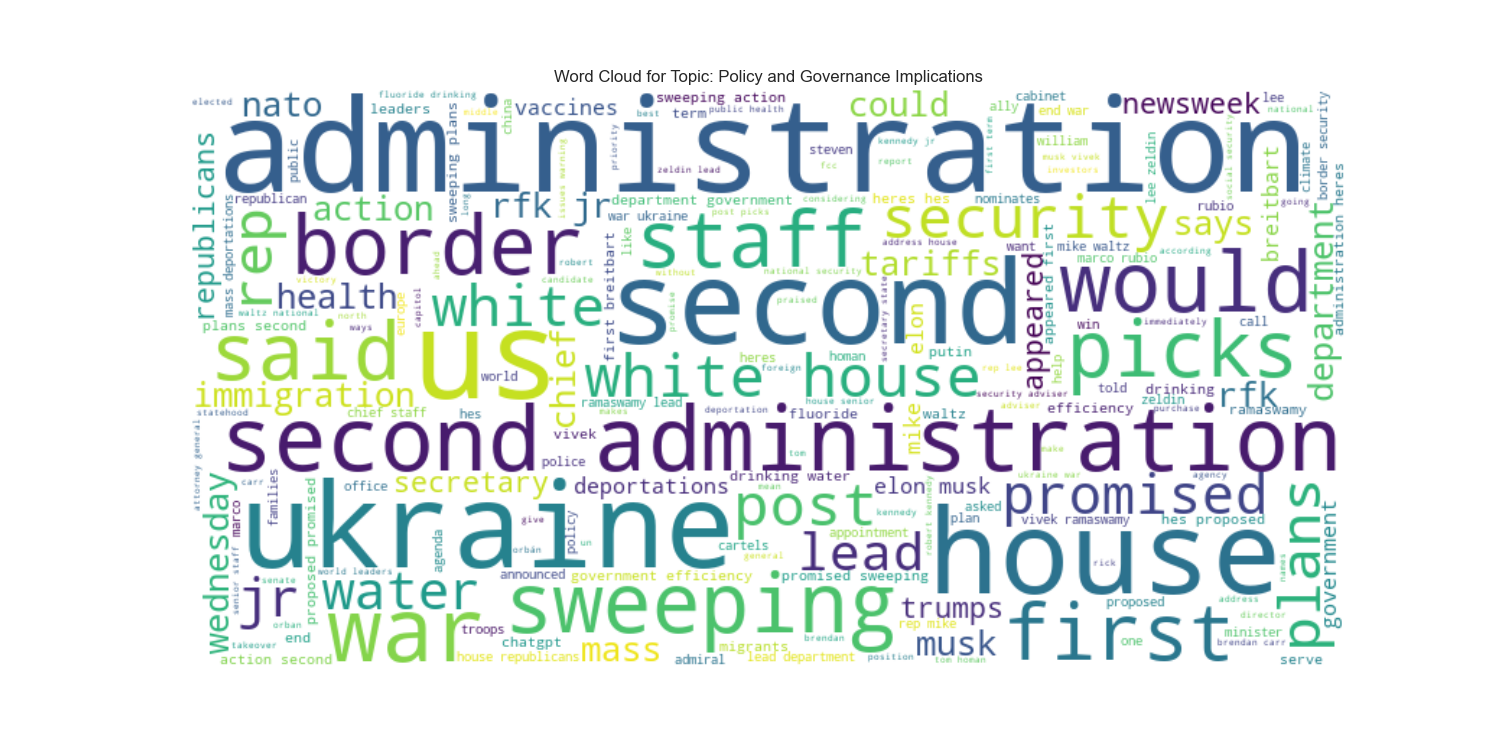 Word Cloud for Topic: Policy and Governance Implications
elected
fluoride drinking
nato
leaders
middle
china
vaccines
sweeping action
best
term
public health
could
ally
cabinet
end war
newsweek
lee
national
administration
republicans
public
sweeping plans
priority
zeldin lead
steven
kennedy jr
fcc
report
william
first term
musk vivek
investors
lee zeldin
social security
breitbart
climate
going
border security
republican
mass deportations
rep
action
long
issues warning
rfk jr
department government
war ukraine
post picks
considering
heres hes
nominates
security
rubio
says
border
staff
like
address house
want
mike waltz
marco rubio
according
administration heres
department
victory
ahead
robert
candidate
first breitbart
without
national security
tariffs
appeared
appeared first
would
waltz national
health
north
ways
europe
capitol
white
promise
praised
second
secretary state
elon
win
immediately
call
plans second
said
us
chief
world
heres
foreign
homan
putin
rep lee
help
picks
told
drinking
immigration
white house
security adviser
zeldin
purchase
rfk
statehood
chief staff
hes
makes
ramaswamy lead
deportation
house senior
fluoride
mike
waltz
adviser
efficiency
make
ramaswamy
attorney general
second administration
vivek
police
tom
carr
families
office
secretary
deportations
drinking water
mean
elon musk
ukraine war
agency
promised
wednesday
marco
proposed promised
ukraine
give
orbán
policy
un
agenda
post
kennedy
appointment
general
cartels
lead
robert kennedy
asked
plan
vivek ramaswamy
hes proposed
house
rick
names
plans
government
senior staff
senate
world leaders
jr
water
announced
government efficiency
promised sweeping
proposed
address
director
orban
end
takeover
action second
war
troops
sweeping
chatgpt
brendan
trumps
rep mike
musk
first
one
minister
brendan carr
house republicans
mass
migrants
admiral
lead department
position
tom homan
serve